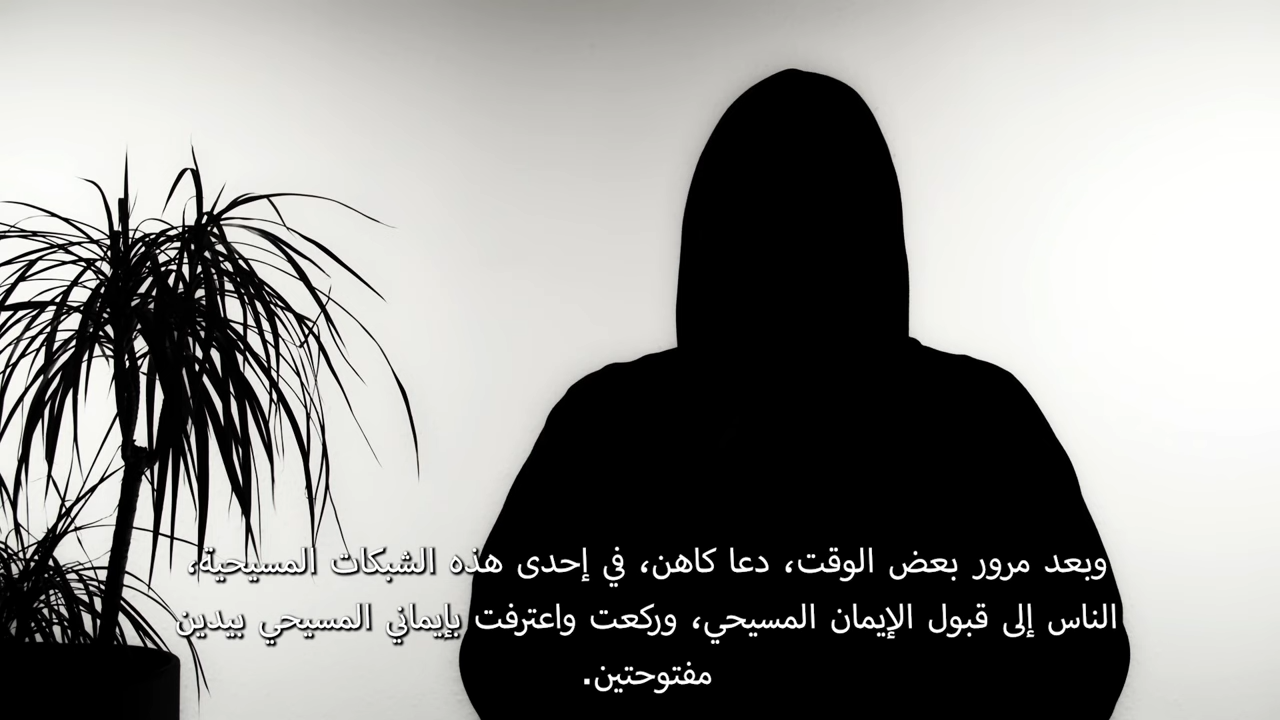 وبعد مرور بعض الوقت، دعا كاهن، في إحدى هذه الشبكات المسيحية،
الناس إلى قبول الإيمان المسيحي، وركعت واعترفت بإيماني المسيحي بيدين
مفتوحتين.